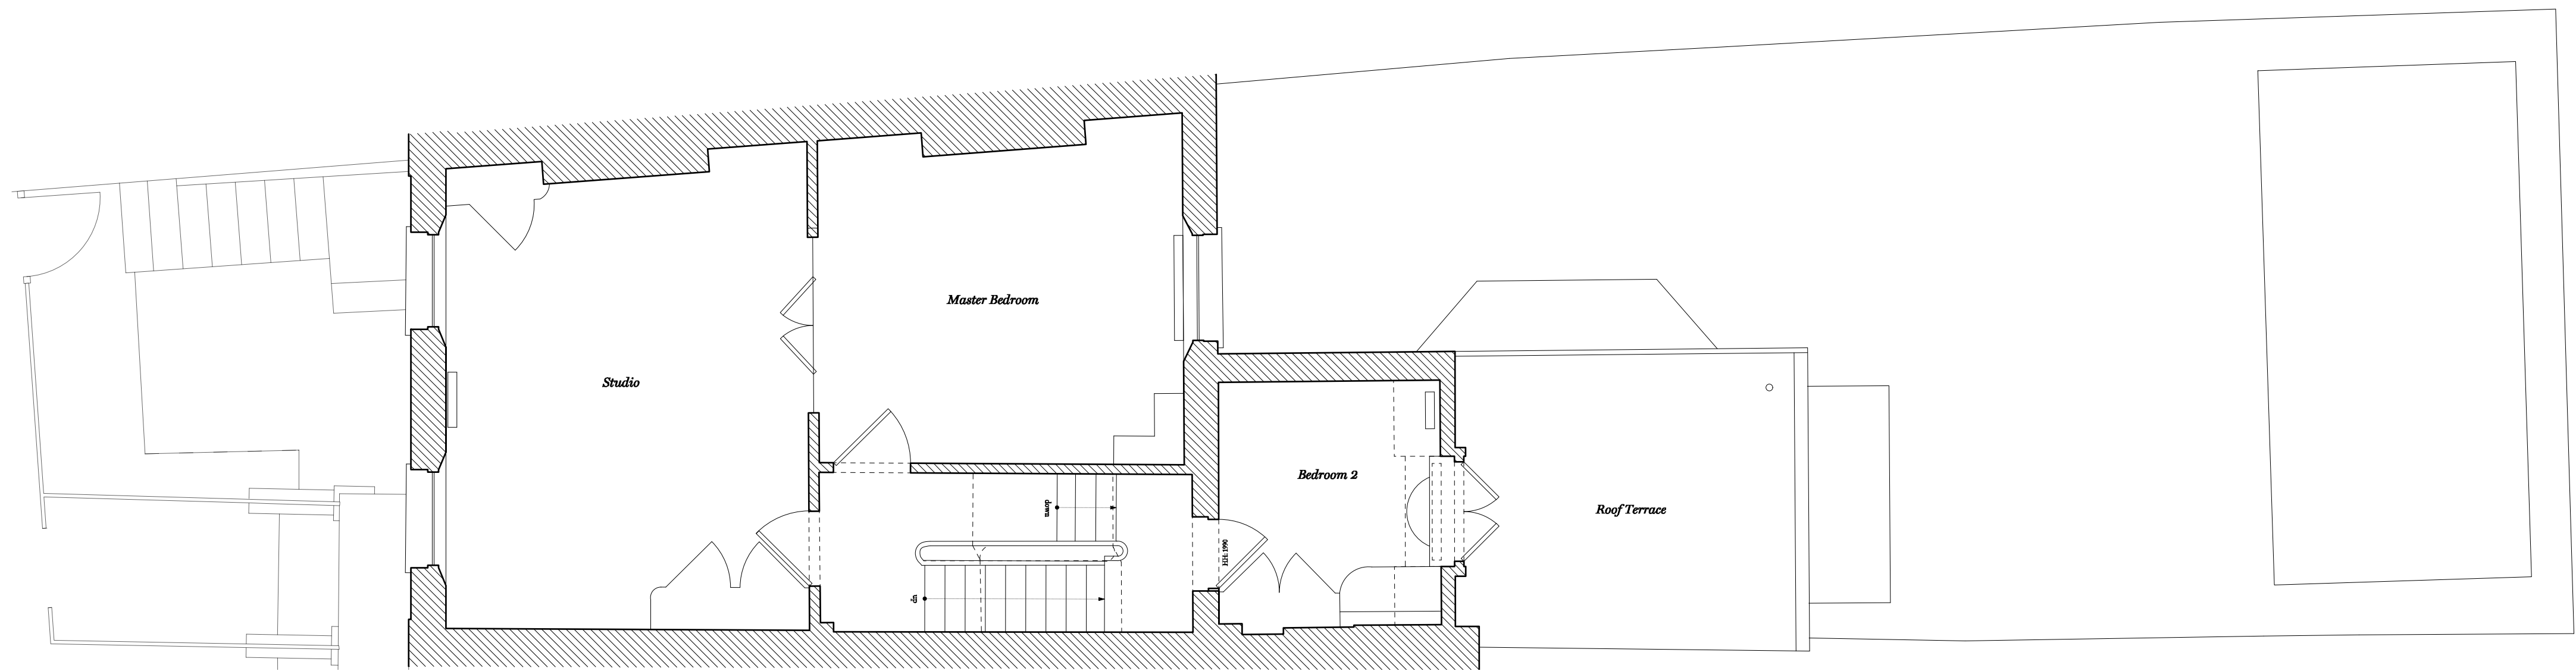 Master Bedroom
Studio
Bedroom 2
down
Roof Terrace
HH: 1990
up